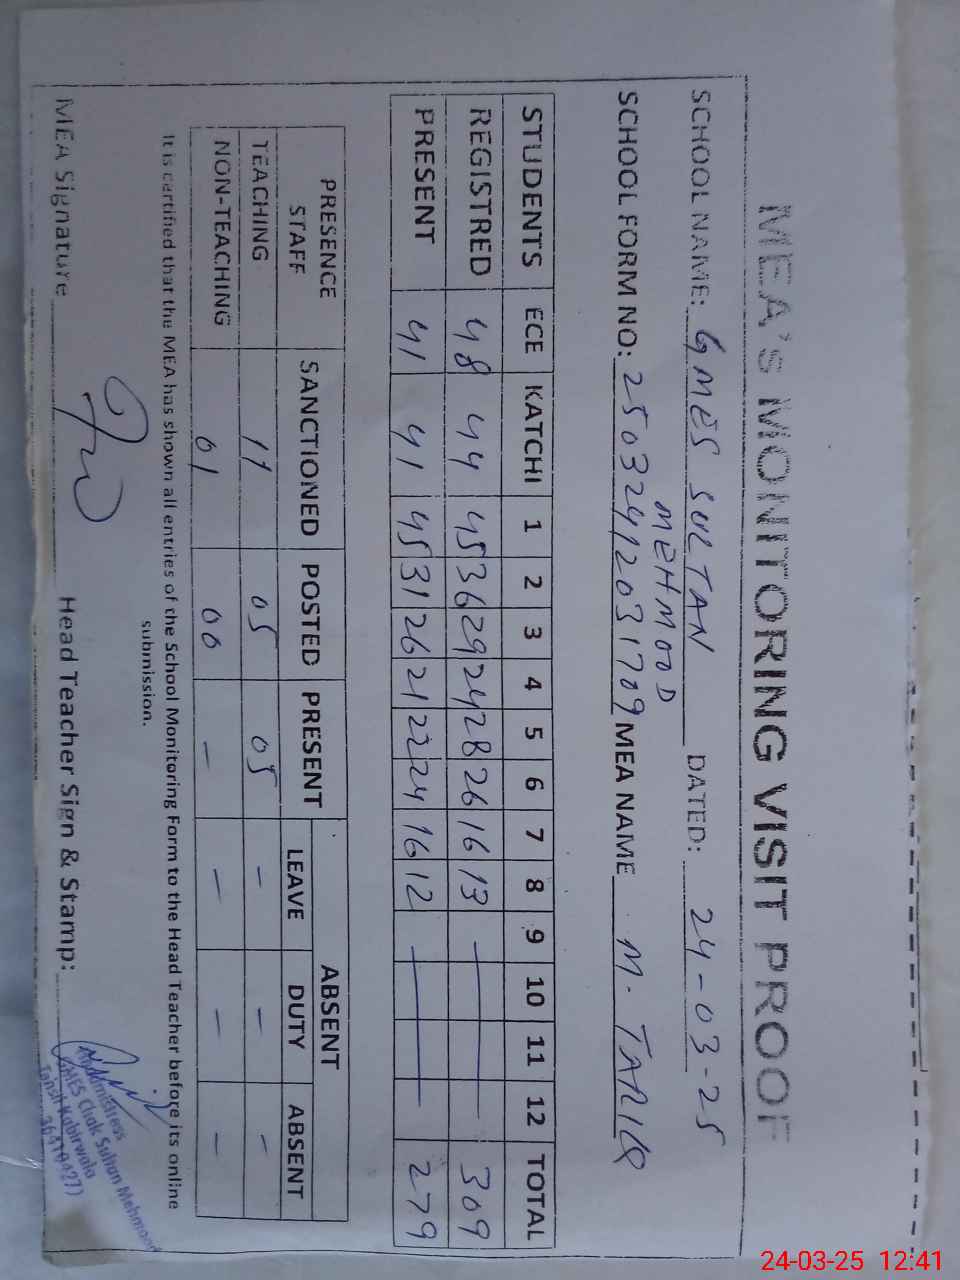 MEA'S MONITORING VISIT PROOF
SCHOOL NAME: GMES SULTAN MEHMOOD DATED: 24-03-25
SCHOOL FORM NO: 2503241203 1709 MEA NAME M. TARIQ
STUDENTS ECE KATCHI 1 2 3 4 5 6 7 8 9 10 11 12 TOTAL
REGISTRED 48 44 45 36 29 24 28 26 16 13 — 309
PRESENT 41 41 45 31 26 21 22 24 16 12 — 279
PRESENCE STAFF SANCTIONED POSTED PRESENT ABSENT
LEAVE DUTY ABSENT
TEACHING 11 05 05 - - -
NON-TEACHING 01 00 - - - -
It is cartified that the MEA has shown all entries of the School Monitoring Form to the Head Teacher before its online
submission.
MEA Signature Head Teacher Sign & Stamp:
Headmistress
GMES Chak Sultan Mehmood
Tehsil Kabirwala
24-03-25 12:41